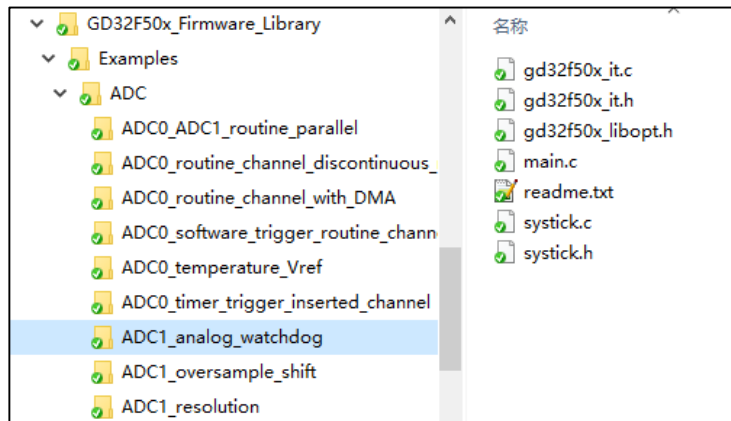 GD32F50x_Firmware_Library
Examples
ADC
ADC0_ADC1_routine_parallel
ADC0_routine_channel_discontinuous_
ADC0_routine_channel_with_DMA
ADC0_software_trigger_routine_chann
ADC0_temperature_Vref
ADC0_timer_trigger_inserted_channel
ADC1_analog_watchdog
ADC1_oversample_shift
ADC1_resolution
名称
gd32f50x_it.c
gd32f50x_it.h
gd32f50x_libopt.h
main.c
readme.txt
systick.c
systick.h